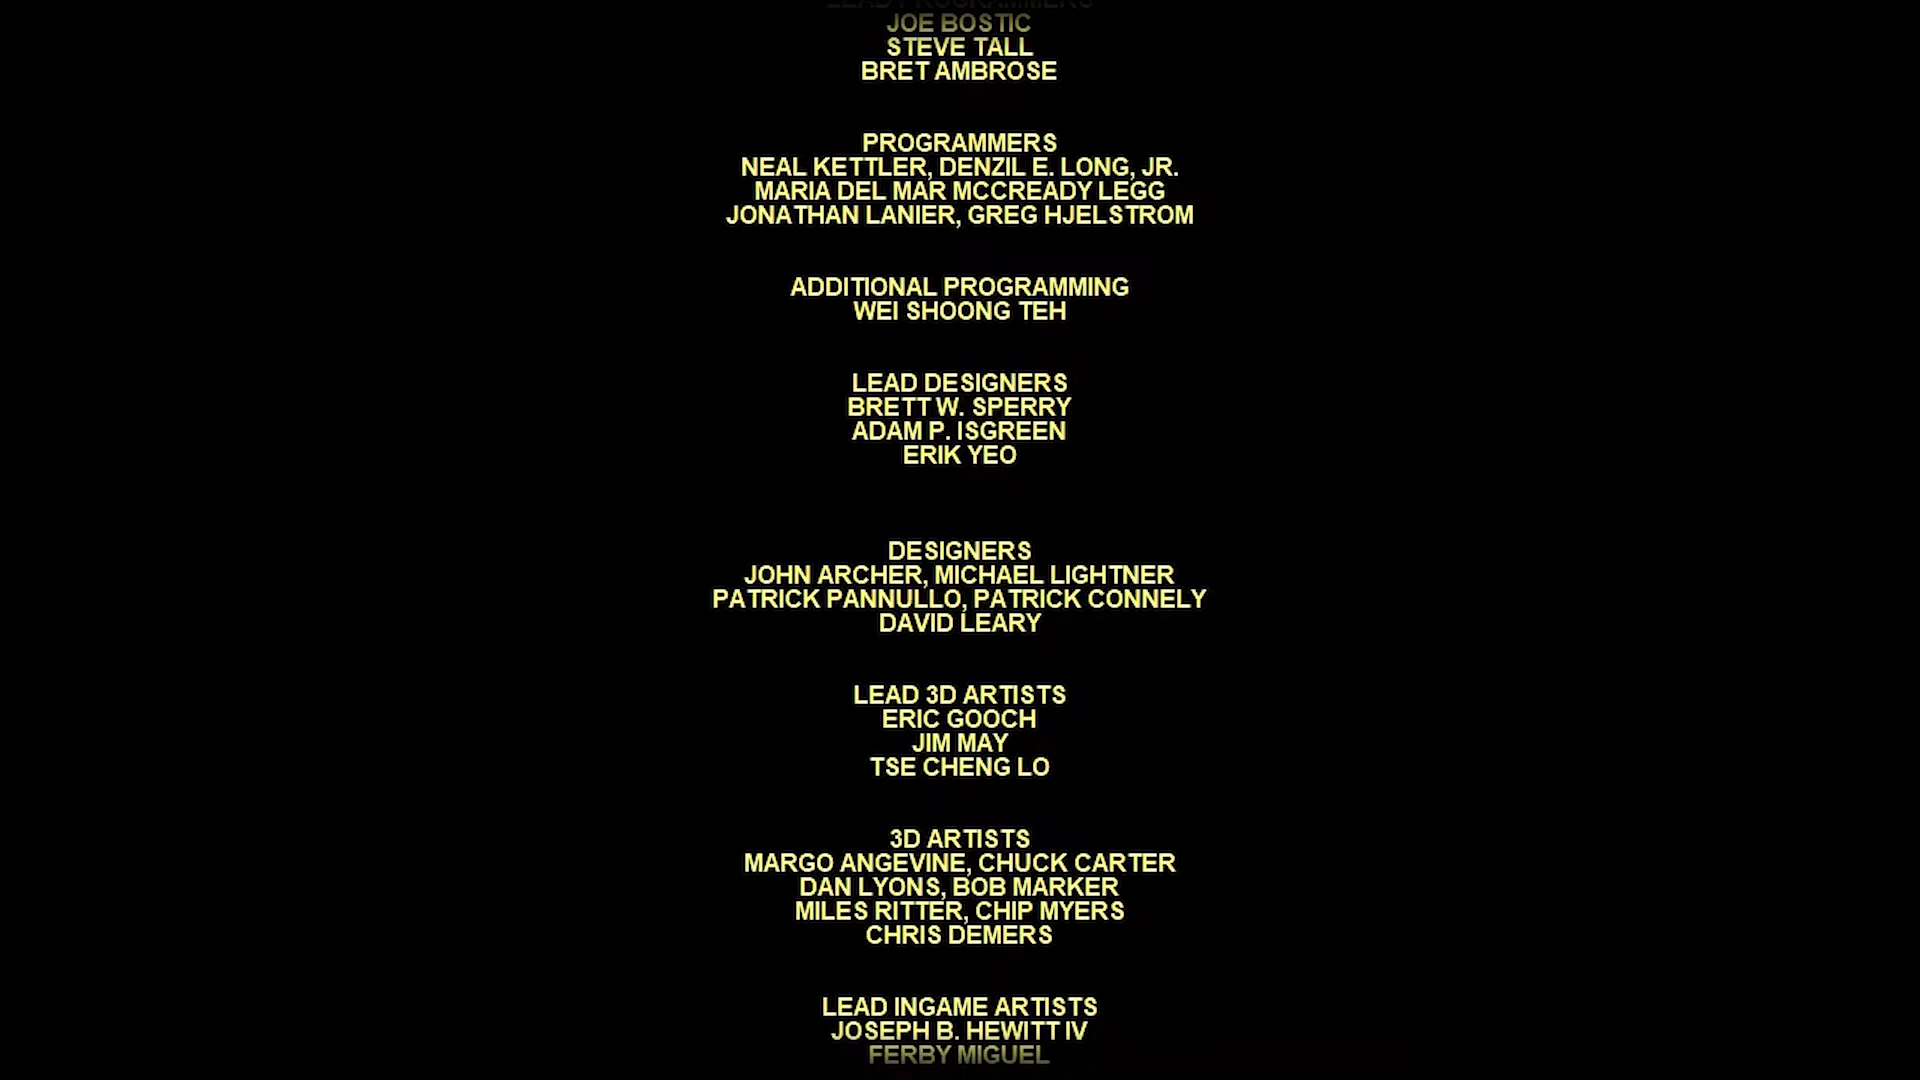 LEAD PROGRAMMERS
JOE BOSTIC
STEVE TALL
BRET AMBROSE
PROGRAMMERS
NEAL KETTLER, DENZIL E. LONG, JR.
MARIA DEL MAR MCCREADY LEGG
JONATHAN LANIER, GREG HJELSTROM
ADDITIONAL PROGRAMMING
WEI SHOONG TEH
LEAD DESIGNERS
BRETT W. SPERRY
ADAM P. ISGREEN
ERIK YEO
DESIGNERS
JOHN ARCHER, MICHAEL LIGHTNER
PATRICK PANNULLO, PATRICK CONNELY
DAVID LEARY
LEAD 3D ARTISTS
ERIC GOOCH
JIM MAY
TSE CHENG LO
3D ARTISTS
MARGO ANGEVINE, CHUCK CARTER
DAN LYONS, BOB MARKER
MILES RITTER, CHIP MYERS
CHRIS DEMERS
LEAD INGAME ARTISTS
JOSEPH B. HEWITT IV
FERBY MIGUEL